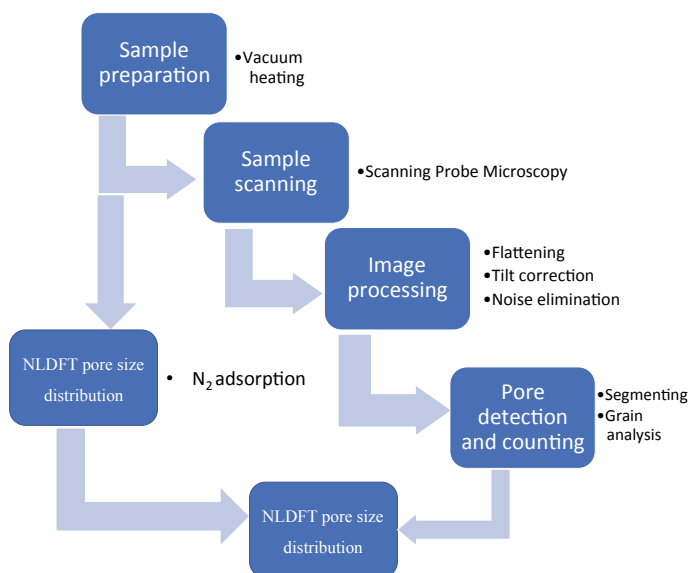 Sample
preparation
•Vacuum
heating
Sample
scanning
•Scanning Probe Microscopy
Image
processing
•Flattening
•Tilt correction
•Noise elimination
NLDFT pore size
distribution
• N₂ adsorption
Pore
detection
and counting
•Segmenting
•Grain
analysis
NLDFT pore size
distribution